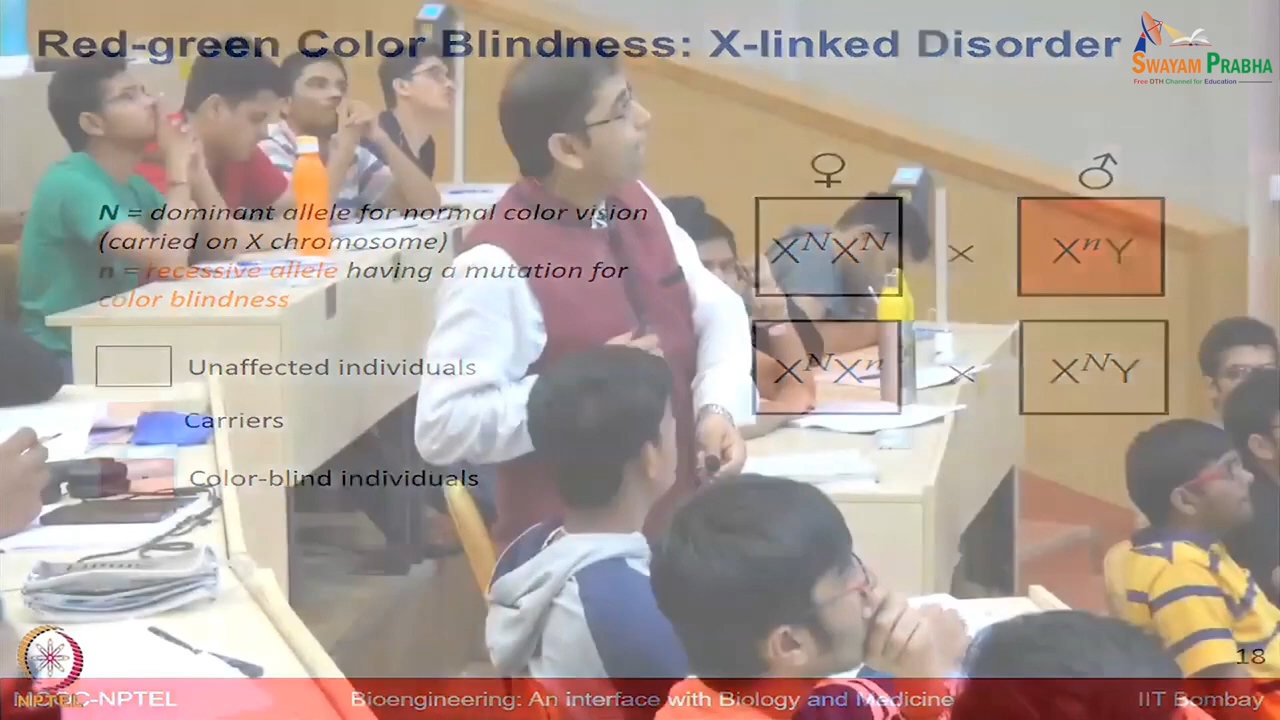 Red-green Color Blindness: X-linked Disorder
SWAYAM PRABHA
Free DTH Channel for Education
♀ ♂
N = dominant allele for normal color vision
(carried on X chromosome)
n = recessive allele having a mutation for
color blindness
XᴺXᴺ × XⁿY
XᴺXⁿ × XᴺY
Unaffected individuals
Carriers
Color-blind individuals
18
NPTEL
-NPTEL
Bioengineering: An interface with Biology and Medicine
IIT Bombay